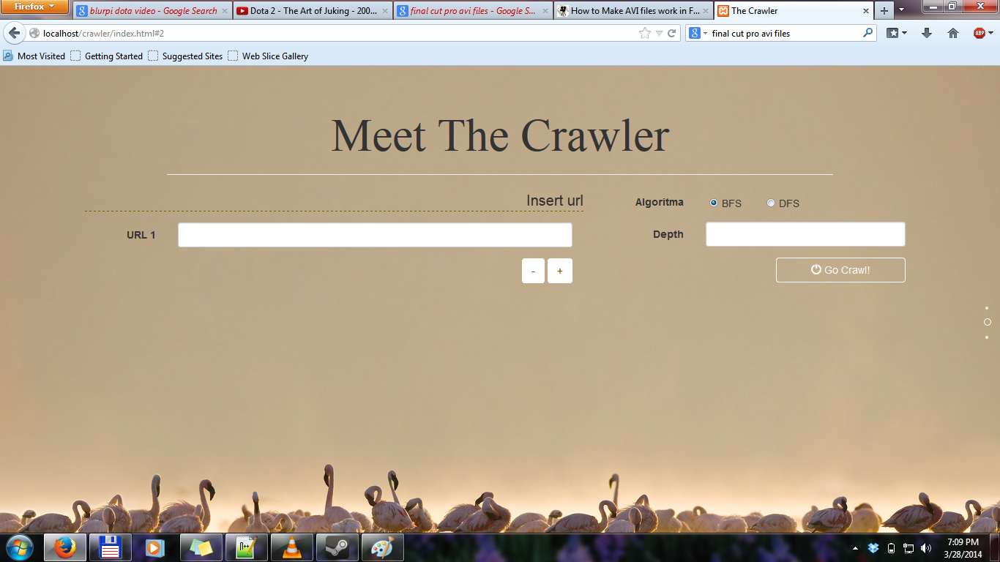 Firefox
blurpi dota video - Google Search
Dota 2 - The Art of Juking - 200...
final cut pro avi files - Google S...
How to Make AVI files work in F...
The Crawler
localhost/crawler/index.html#2
final cut pro avi files
ABP
Most Visited
Getting Started
Suggested Sites
Web Slice Gallery
Meet The Crawler
Insert url
Algoritma
BFS
DFS
URL 1
Depth
-
+
Go Crawl!
7:09 PM
3/28/2014